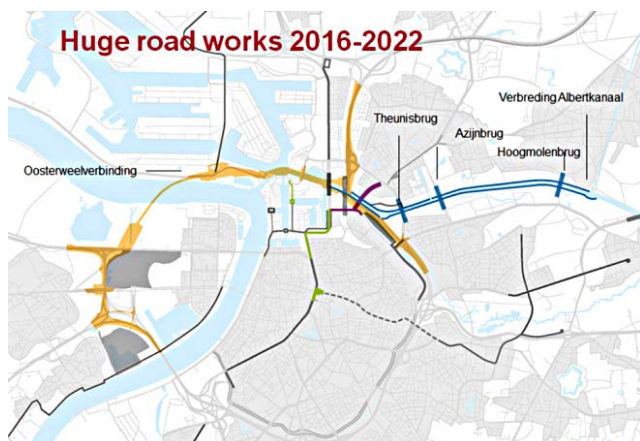 Huge road works 2016-2022
Verbreding Albertkanaal
Theunisbrug
Azijnbrug
Hoogmolenbrug
Oosterweelverbinding